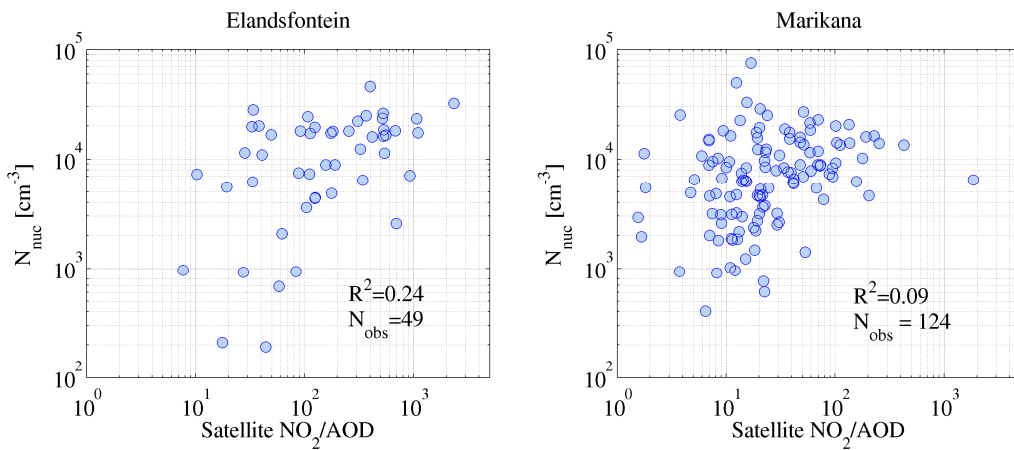 Elandsfontein
10^5
10^4
10^3
10^2
N_nuc [cm^-3]
R^2=0.24
N_obs=49
10^0 10^1 10^2 10^3
Satellite NO_2/AOD
Marikana
10^5
10^4
10^3
10^2
N_nuc [cm^-3]
R^2=0.09
N_obs = 124
10^0 10^1 10^2 10^3
Satellite NO_2/AOD